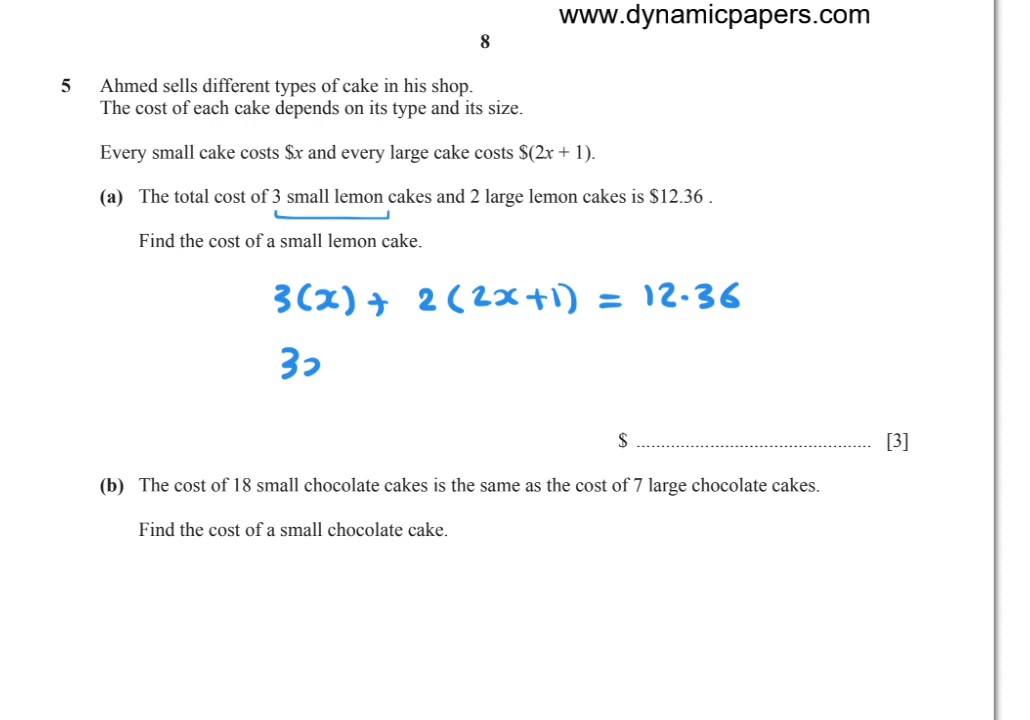 www.dynamicpapers.com
8
5 Ahmed sells different types of cake in his shop.
The cost of each cake depends on its type and its size.
Every small cake costs $x and every large cake costs $(2x + 1).
(a) The total cost of 3 small lemon cakes and 2 large lemon cakes is $12.36 .
Find the cost of a small lemon cake.
3(x) + 2(2x+1) = 12.36
3
$ ................................................ [3]
(b) The cost of 18 small chocolate cakes is the same as the cost of 7 large chocolate cakes.
Find the cost of a small chocolate cake.